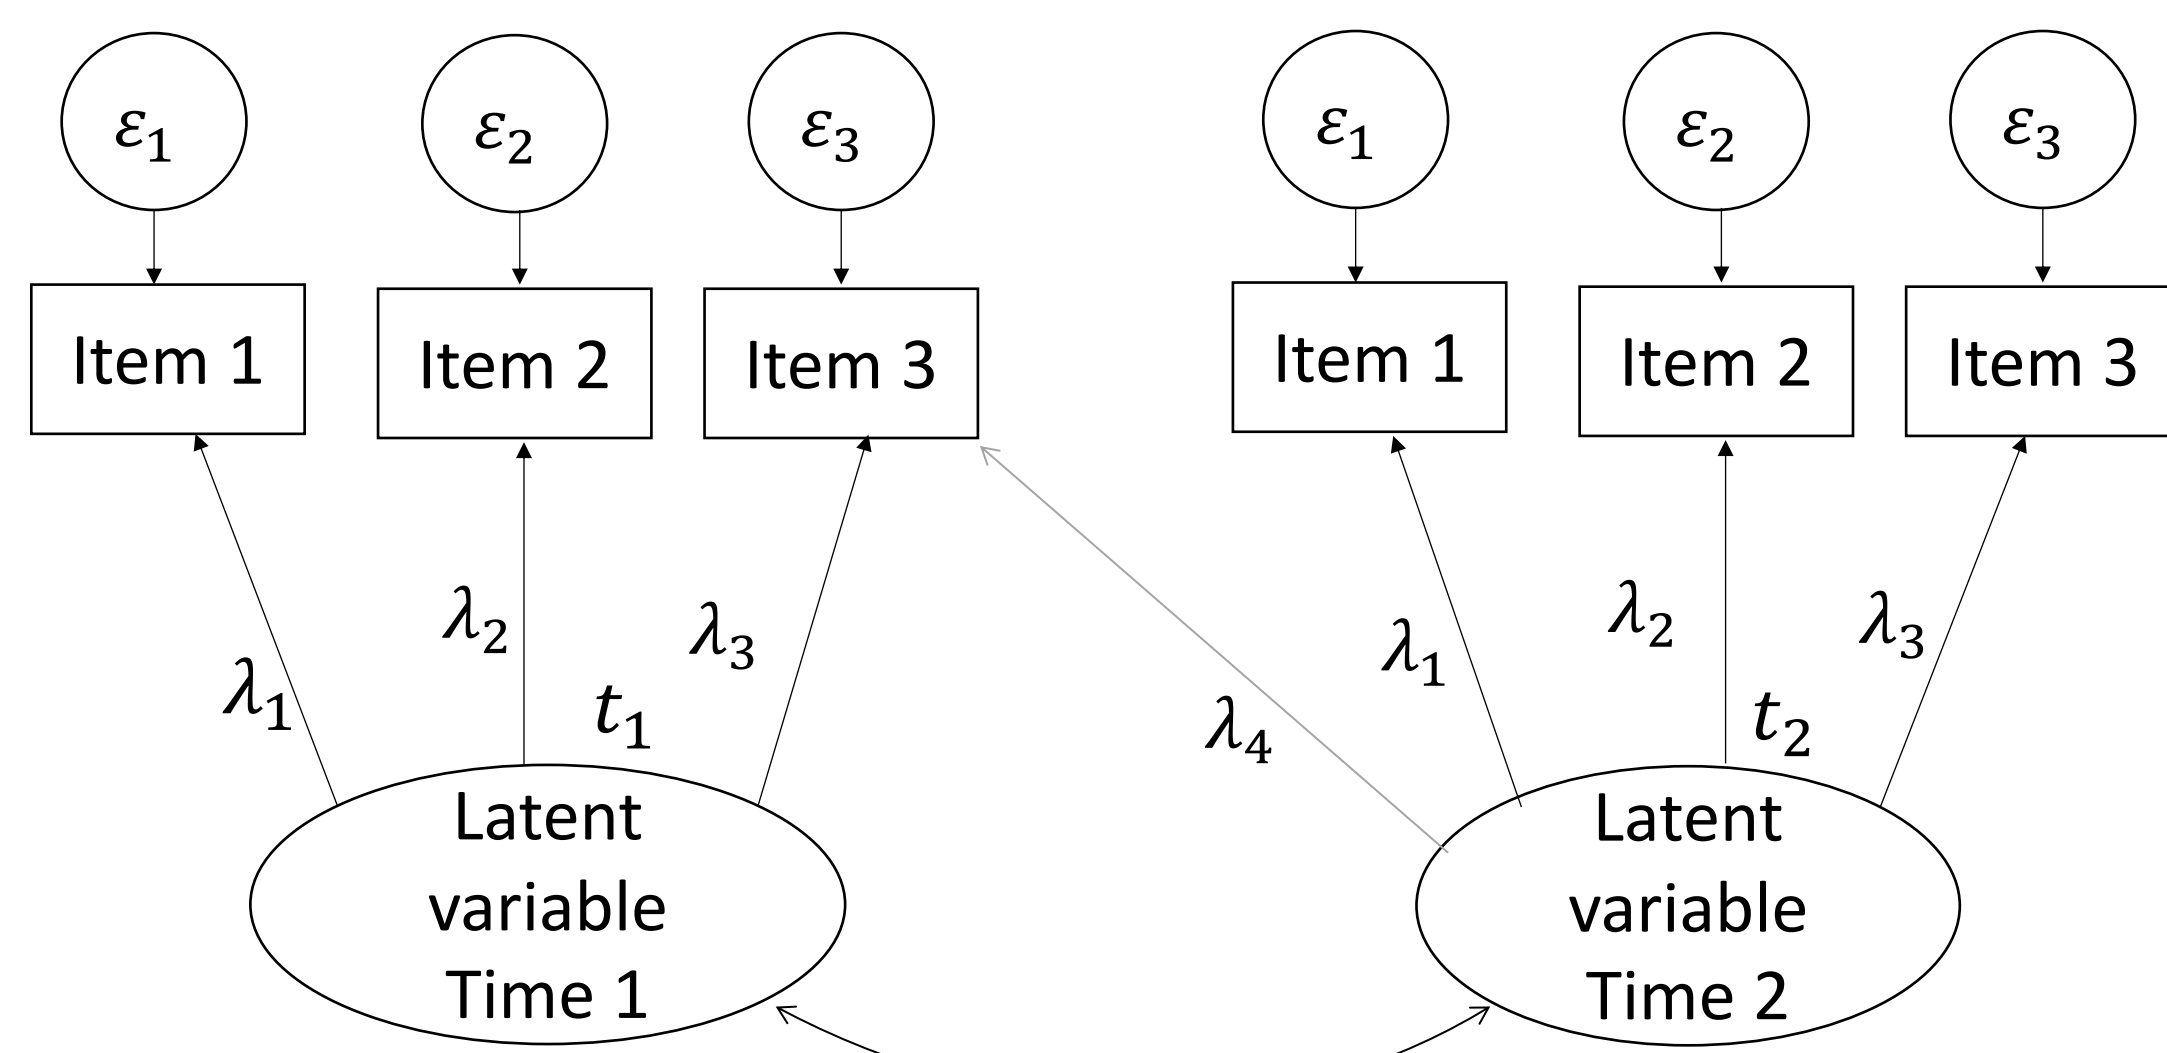 ε₁ ε₂ ε₃ ε₁ ε₂ ε₃
Item 1 Item 2 Item 3 Item 1 Item 2 Item 3
λ₁ λ₂ λ₃ λ₄ λ₁ λ₂ λ₃
t₁ t₂
Latent
variable
Time 1
Latent
variable
Time 2